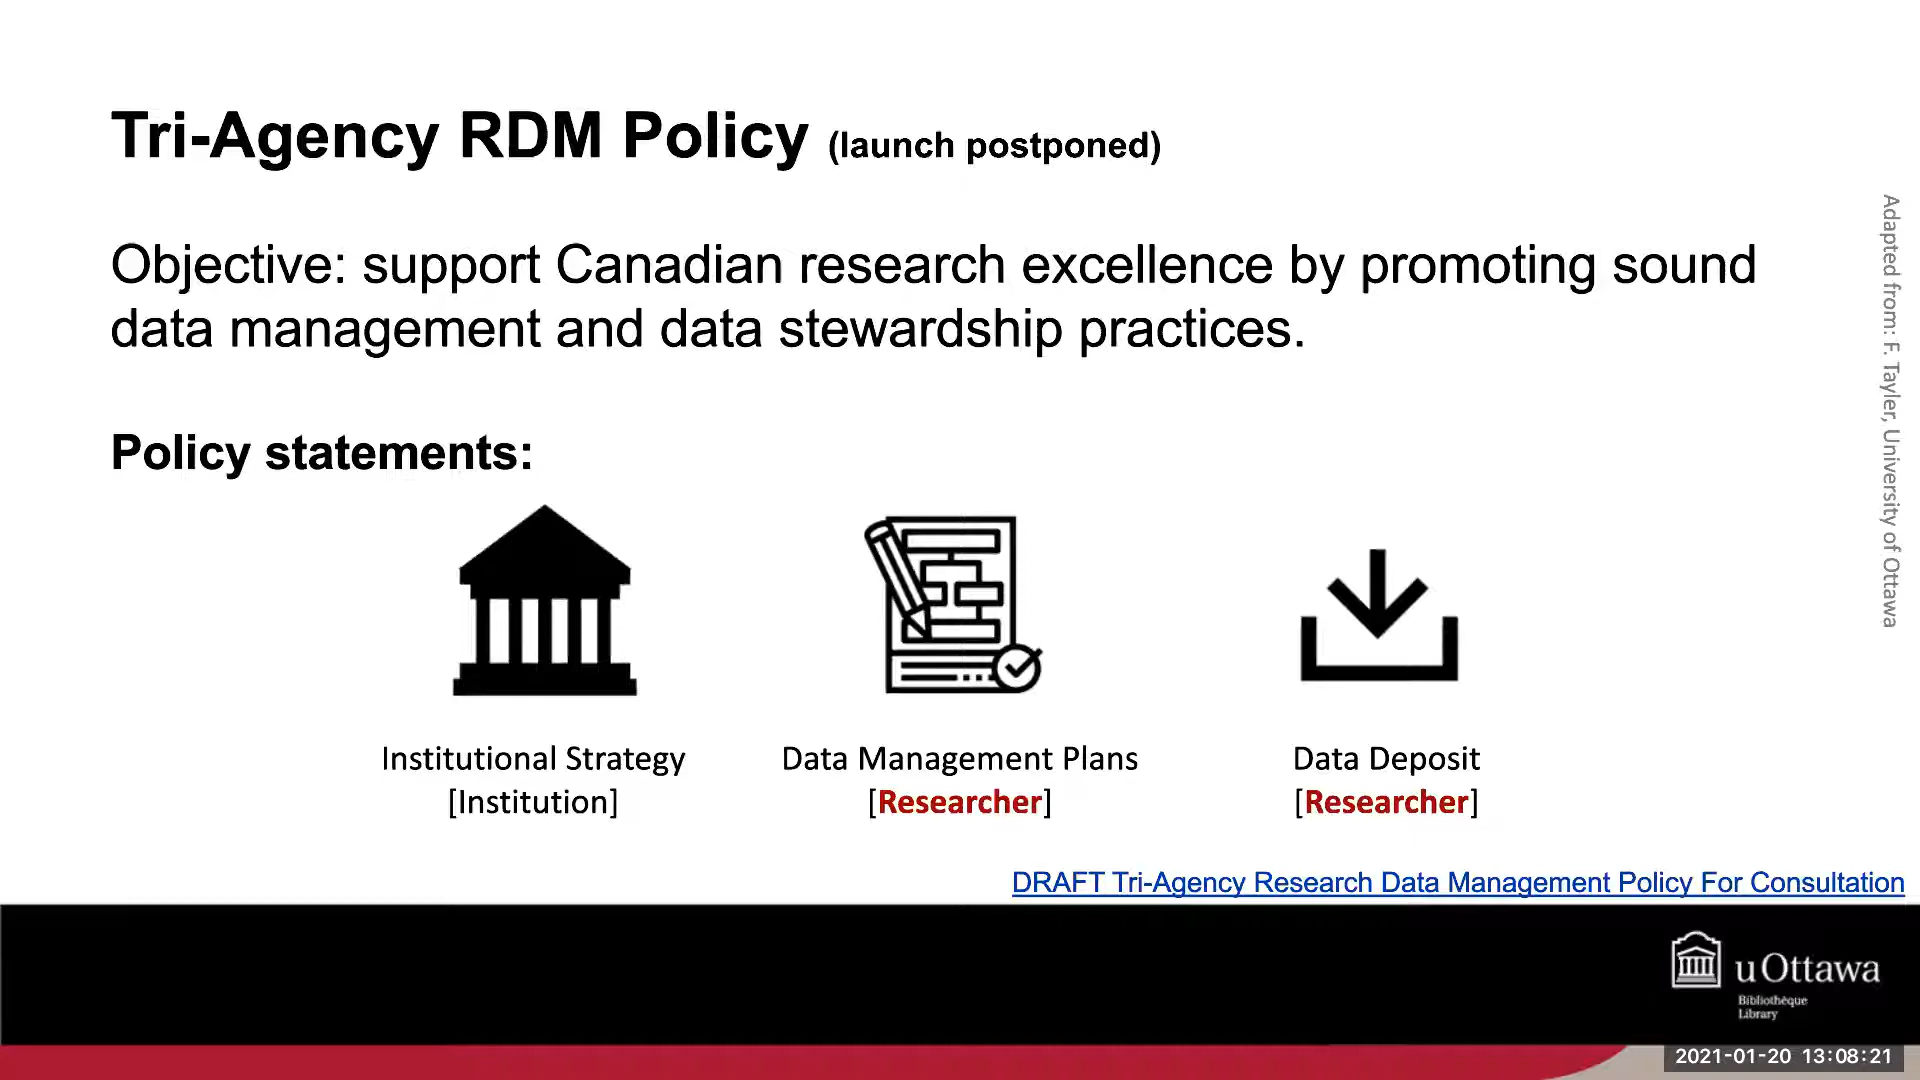 Tri-Agency RDM Policy (launch postponed)
Objective: support Canadian research excellence by promoting sound
data management and data stewardship practices.
Policy statements:
Institutional Strategy
[Institution]
Data Management Plans
[Researcher]
Data Deposit
[Researcher]
DRAFT Tri-Agency Research Data Management Policy For Consultation
Adapted from: F. Tayler, University of Ottawa
uOttawa
Bibliothèque
Library
2021-01-20 13:08:21